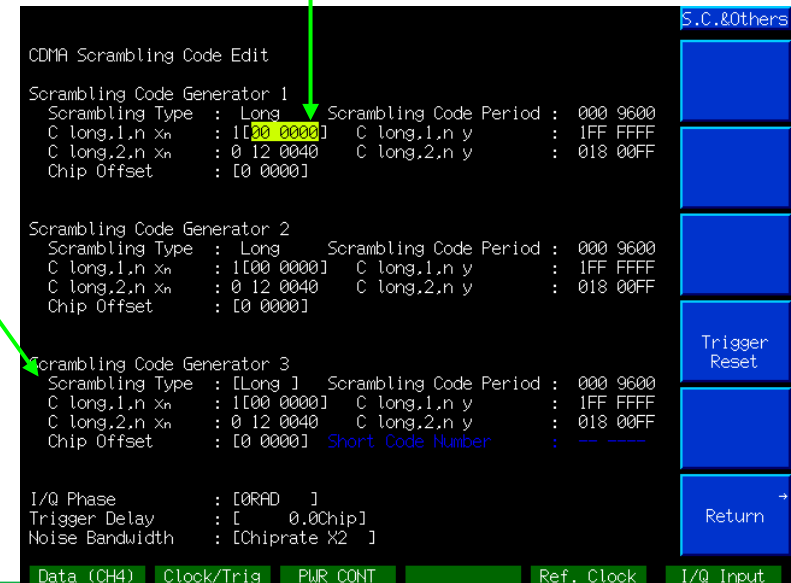 S.C.&Others
CDMA Scrambling Code Edit
Scrambling Code Generator 1
Scrambling Type : Long Scrambling Code Period : 000 9600
C long,1,n Xn : 1[00 0000] C long,1,n y : 1FF FFFF
C long,2,n Xn : 0 12 0040 C long,2,n y : 018 00FF
Chip Offset : [0 0000]
Scrambling Code Generator 2
Scrambling Type : Long Scrambling Code Period : 000 9600
C long,1,n Xn : 1[00 0000] C long,1,n y : 1FF FFFF
C long,2,n Xn : 0 12 0040 C long,2,n y : 018 00FF
Chip Offset : [0 0000]
Scrambling Code Generator 3
Scrambling Type : [Long ] Scrambling Code Period : 000 9600
C long,1,n Xn : 1[00 0000] C long,1,n y : 1FF FFFF
C long,2,n Xn : 0 12 0040 C long,2,n y : 018 00FF
Chip Offset : [0 0000] Short Code Number : -- ----
Trigger
Reset
I/Q Phase : [0RAD ]
Trigger Delay : [ 0.0Chip]
Noise Bandwidth : [Chiprate X2 ]
→
Return
Data (CH4) Clock/Trig PWR CONT Ref. Clock I/Q Input